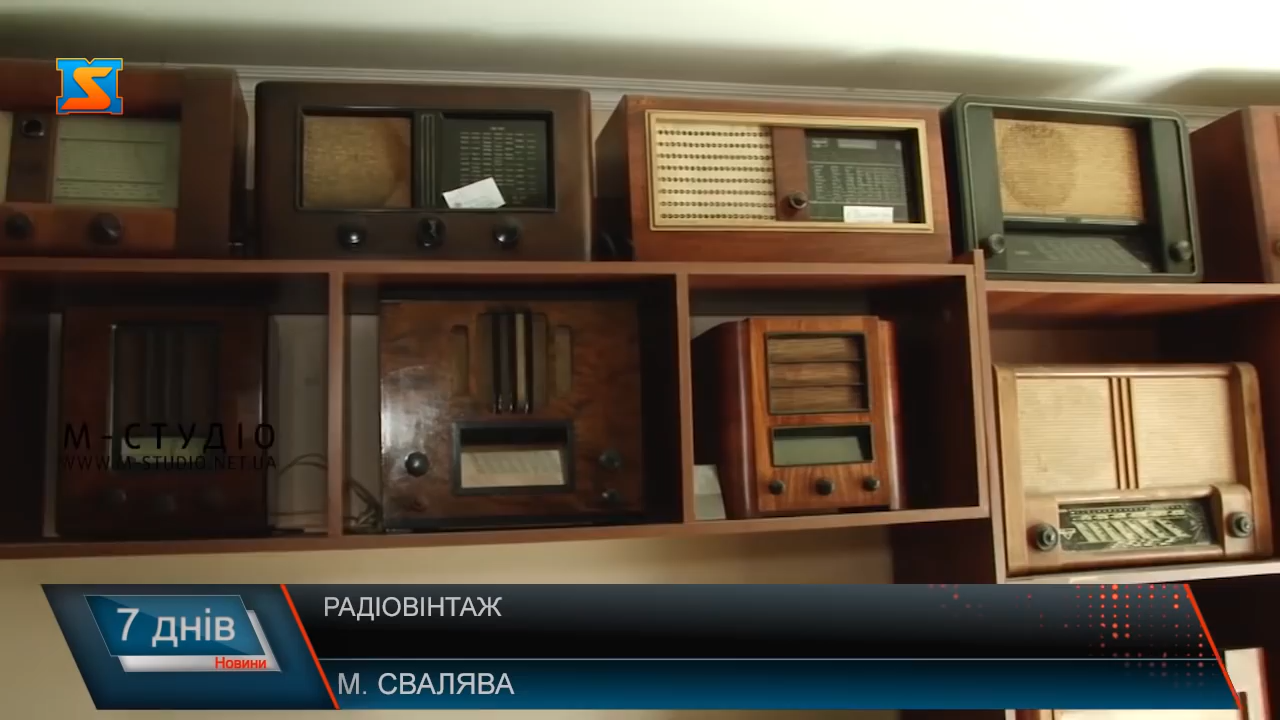 М-СТУДІО
WWW.M-STUDIO.NET.UA
7 днів
Новини
РАДІОВІНТАЖ
М. СВАЛЯВА